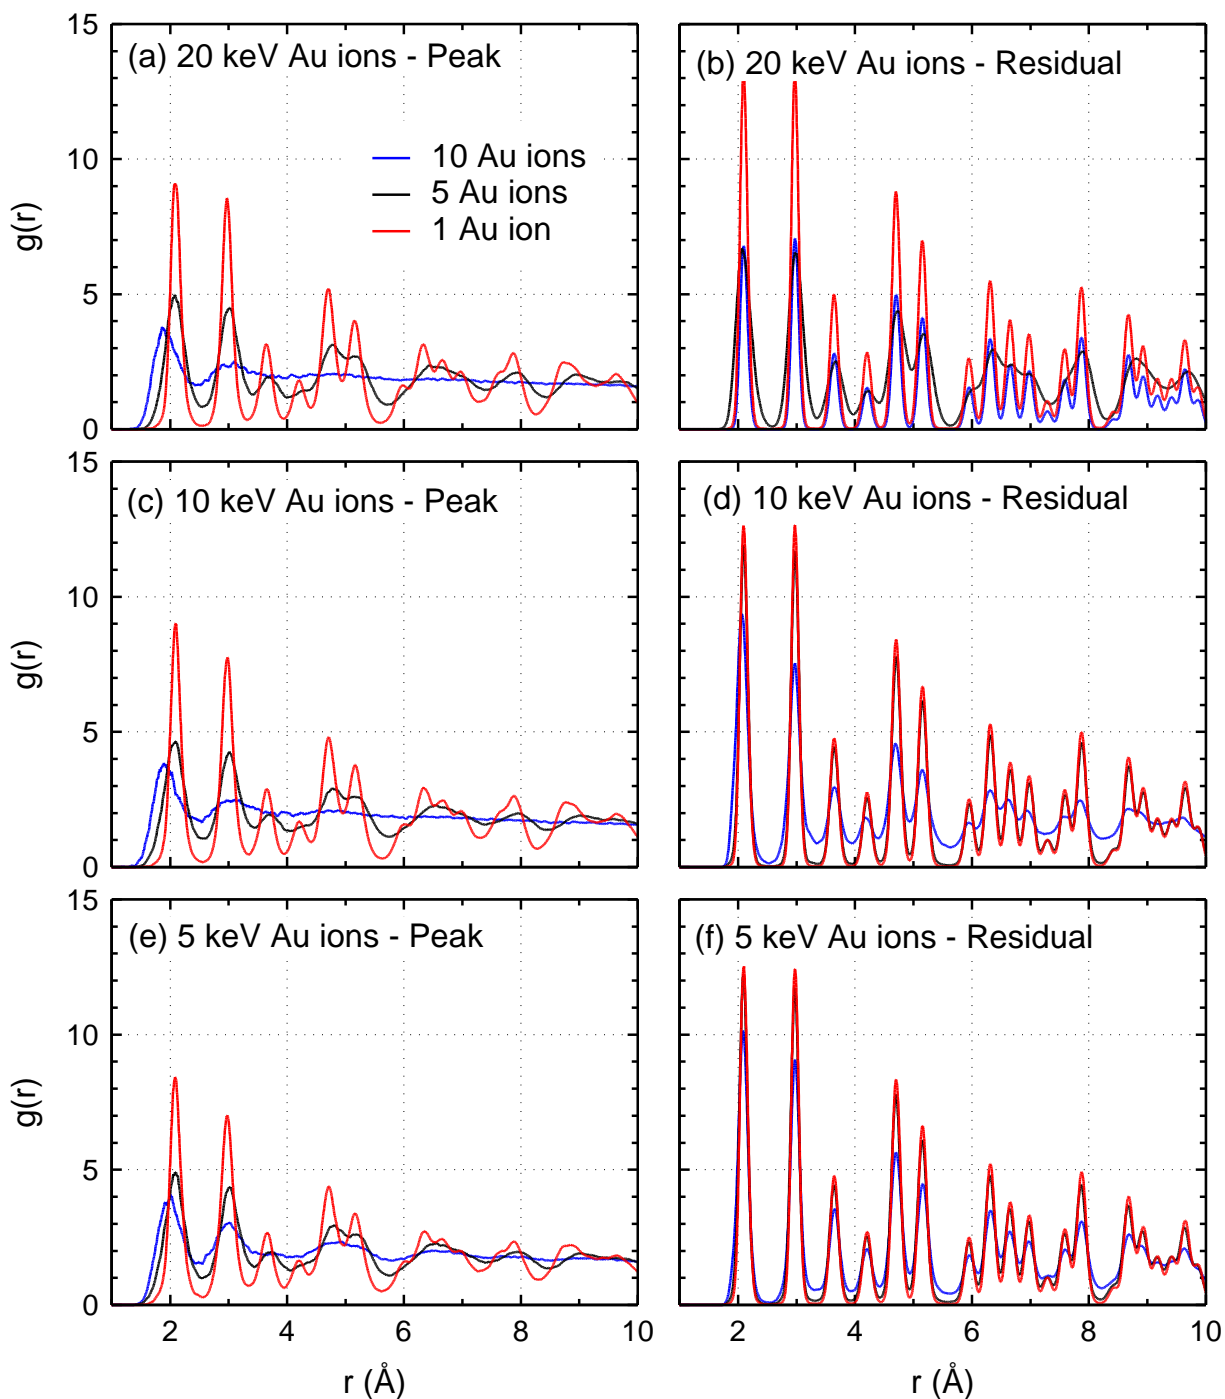 (a) 20 keV Au ions - Peak
(b) 20 keV Au ions - Residual
10 Au ions
5 Au ions
1 Au ion
g(r)
15
10
5
0
(c) 10 keV Au ions - Peak
(d) 10 keV Au ions - Residual
g(r)
15
10
5
0
(e) 5 keV Au ions - Peak
(f) 5 keV Au ions - Residual
g(r)
15
10
5
0
2 4 6 8 10
2 4 6 8 10
r (Å)
r (Å)